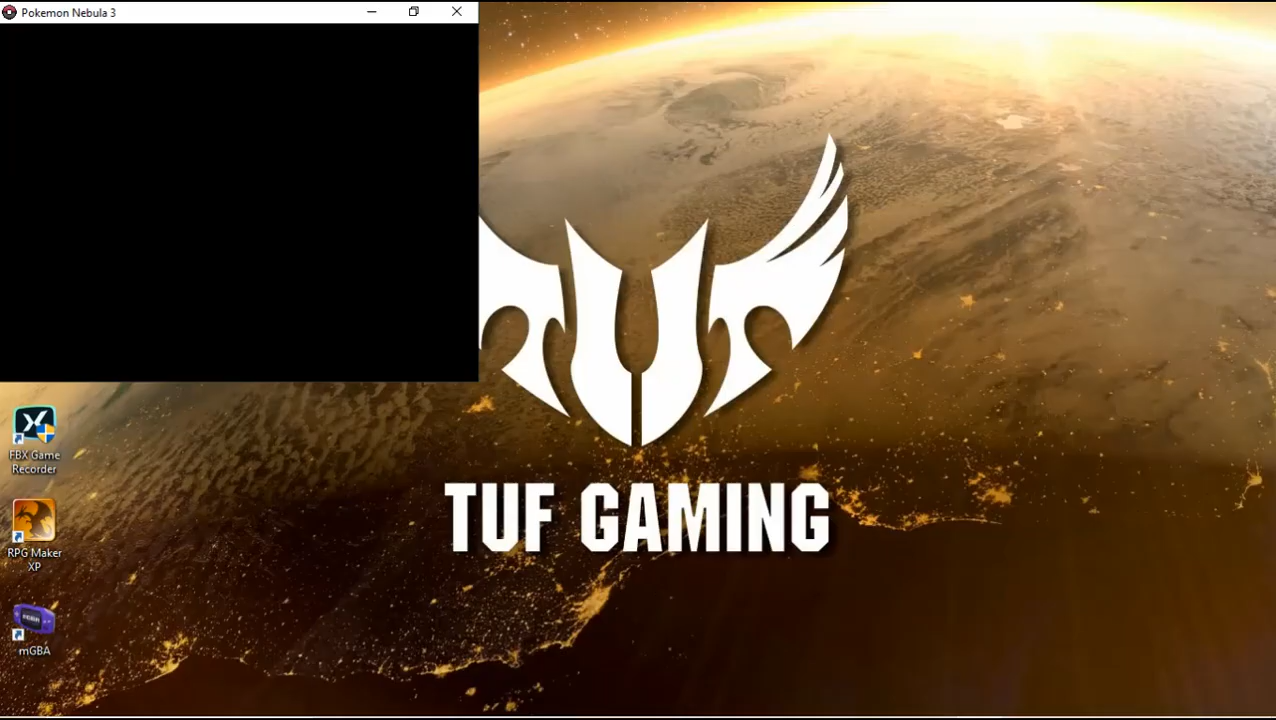 Pokemon Nebula 3
TUF GAMING
FBX Game
Recorder
RPG Maker
XP
mGBA